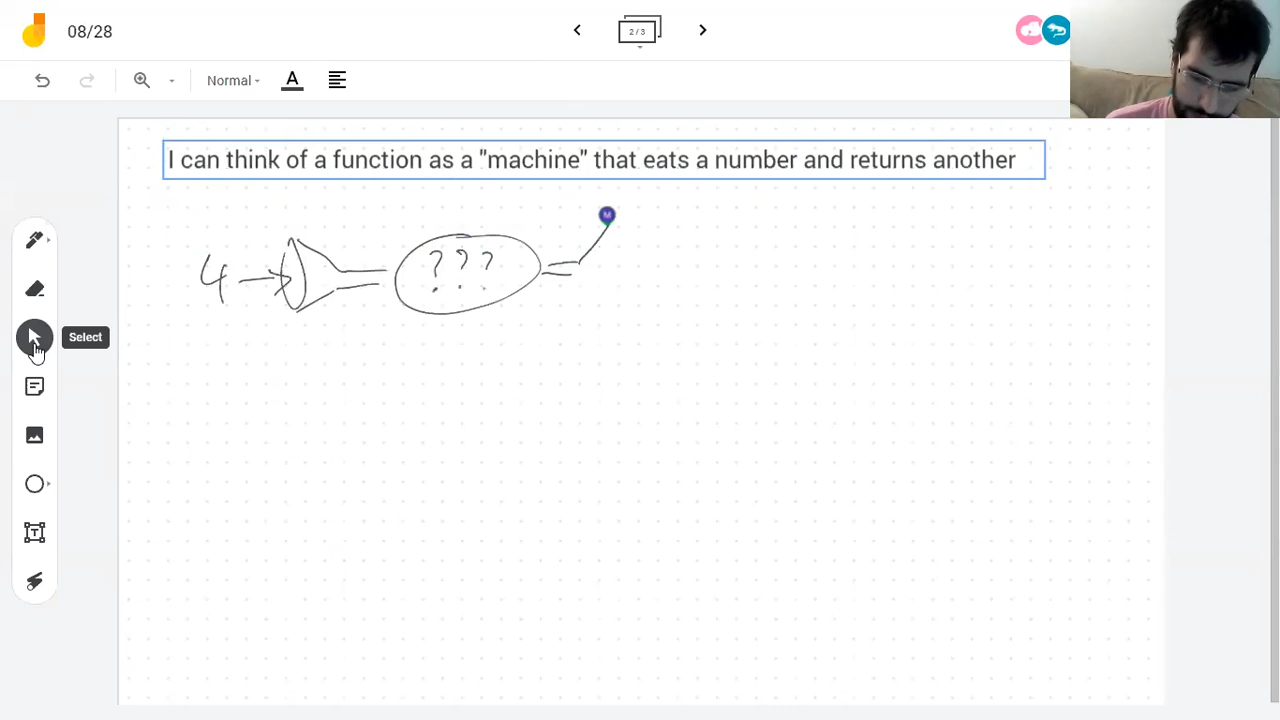 08/28
2 / 3
Normal
A
I can think of a function as a "machine" that eats a number and returns another
M
4 ? ? ?
Select
T